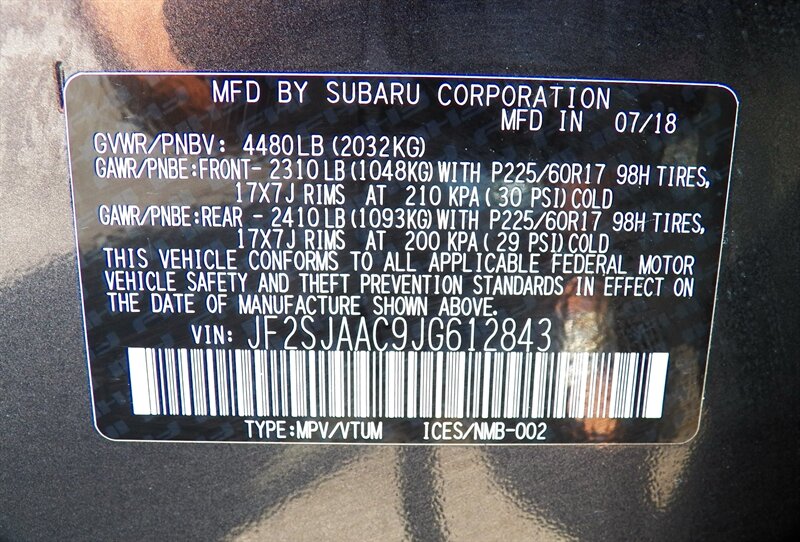 MFD BY SUBARU CORPORATION
MFD IN 07/18
GVWR/PNBV: 4480LB(2032KG)
GAWR/PNBE:FRONT- 2310LB(1048KG)WITH P225/60R17 98H TIRES,
17X7J RIMS AT 210 KPA(30 PSI)COLD
GAWR/PNBE:REAR - 2410LB(1093KG)WITH P225/60R17 98H TIRES,
17X7J RIMS AT 200 KPA(29 PSI)COLD
THIS VEHICLE CONFORMS TO ALL APPLICABLE FEDERAL MOTOR
VEHICLE SAFETY AND THEFT PREVENTION STANDARDS IN EFFECT ON
THE DATE OF MANUFACTURE SHOWN ABOVE.
VIN: JF2SJAAC9JG612843
TYPE:MPV/VTUM ICES/NMB-002